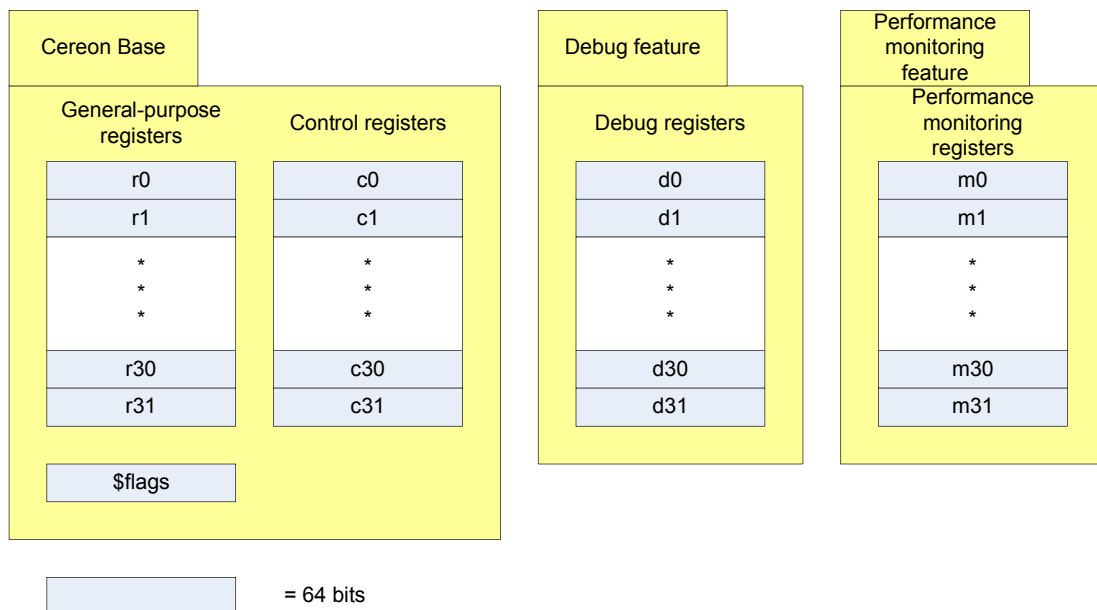 Cereon Base
General-purpose
registers
Control registers
r0
r1
*
*
*
r30
r31
c0
c1
*
*
*
c30
c31
$flags
Debug feature
Debug registers
d0
d1
*
*
*
d30
d31
Performance
monitoring
feature
Performance
monitoring
registers
m0
m1
*
*
*
m30
m31
= 64 bits